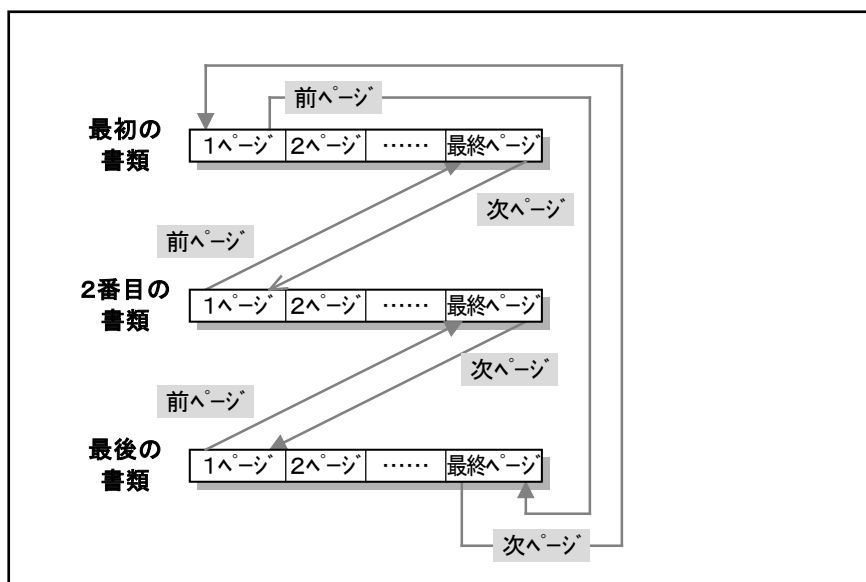 前ページ
最初の
書類
1ページ 2ページ …… 最終ページ
次ページ
前ページ
2番目の
書類
1ページ 2ページ …… 最終ページ
次ページ
前ページ
最後の
書類
1ページ 2ページ …… 最終ページ
次ページ